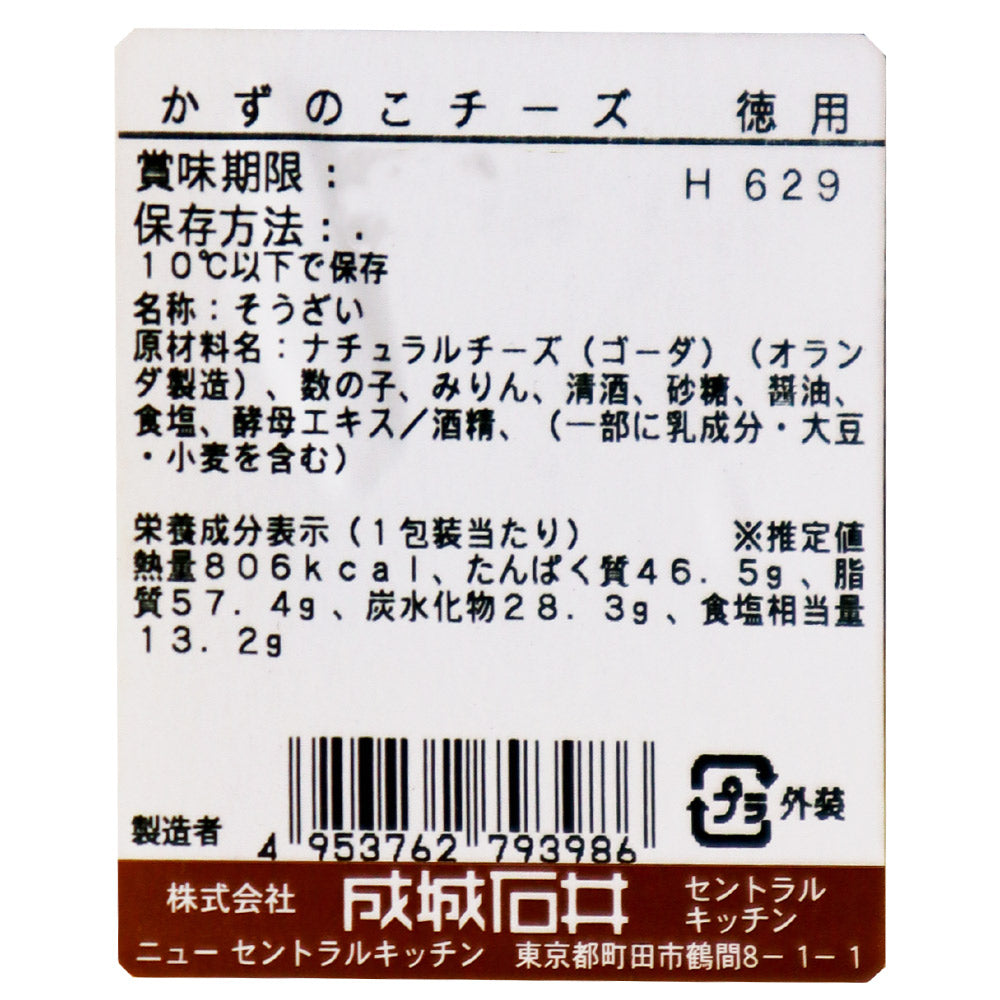 かずのこチーズ　徳用
賞味期限：　H 629
保存方法：．
10℃以下で保存
名称：そうざい
原材料名：ナチュラルチーズ（ゴーダ）（オラン
ダ製造）、数の子、みりん、清酒、砂糖、醤油、
食塩、酵母エキス／酒精、（一部に乳成分・大豆
・小麦を含む）
栄養成分表示（1包装当たり）　※推定値
熱量806kcal、たんぱく質46．5g、脂
質57．4g、炭水化物28．3g、食塩相当量
13．2g
プラ 外装
製造者
4 953762 793986
株式会社 成城石井 セントラル
キッチン
ニュー セントラルキッチン　東京都町田市鶴間8－1－1